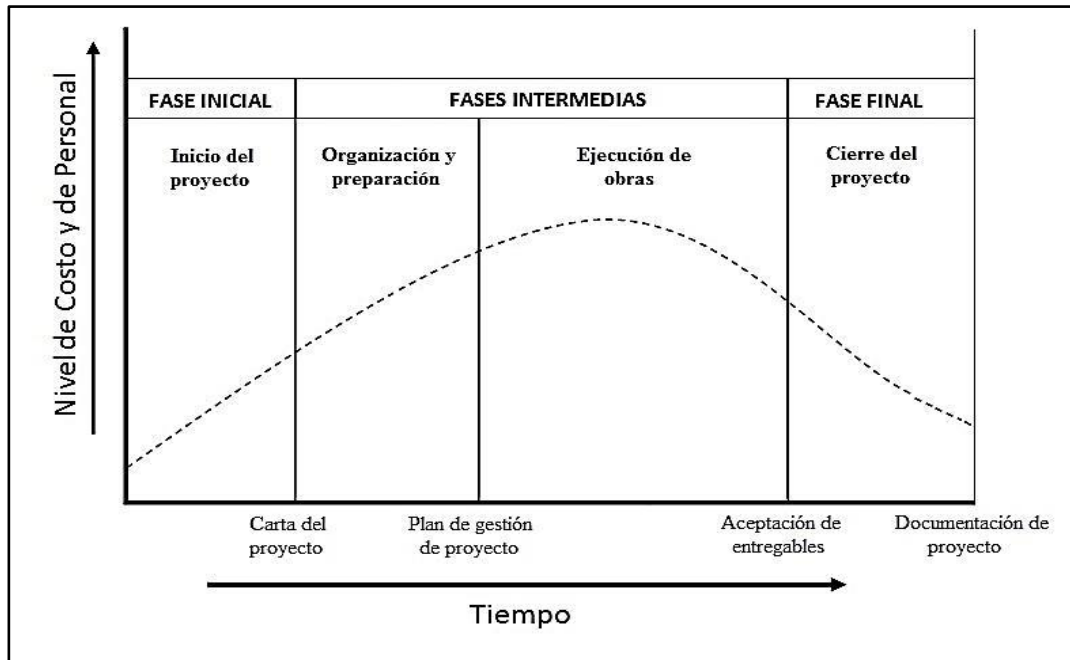 Nivel de Costo y de Personal
FASE INICIAL
FASES INTERMEDIAS
FASE FINAL
Inicio del
proyecto
Organización y
preparación
Ejecución de
obras
Cierre del
proyecto
Carta del
proyecto
Plan de gestión
de proyecto
Aceptación de
entregables
Documentación de
proyecto
Tiempo